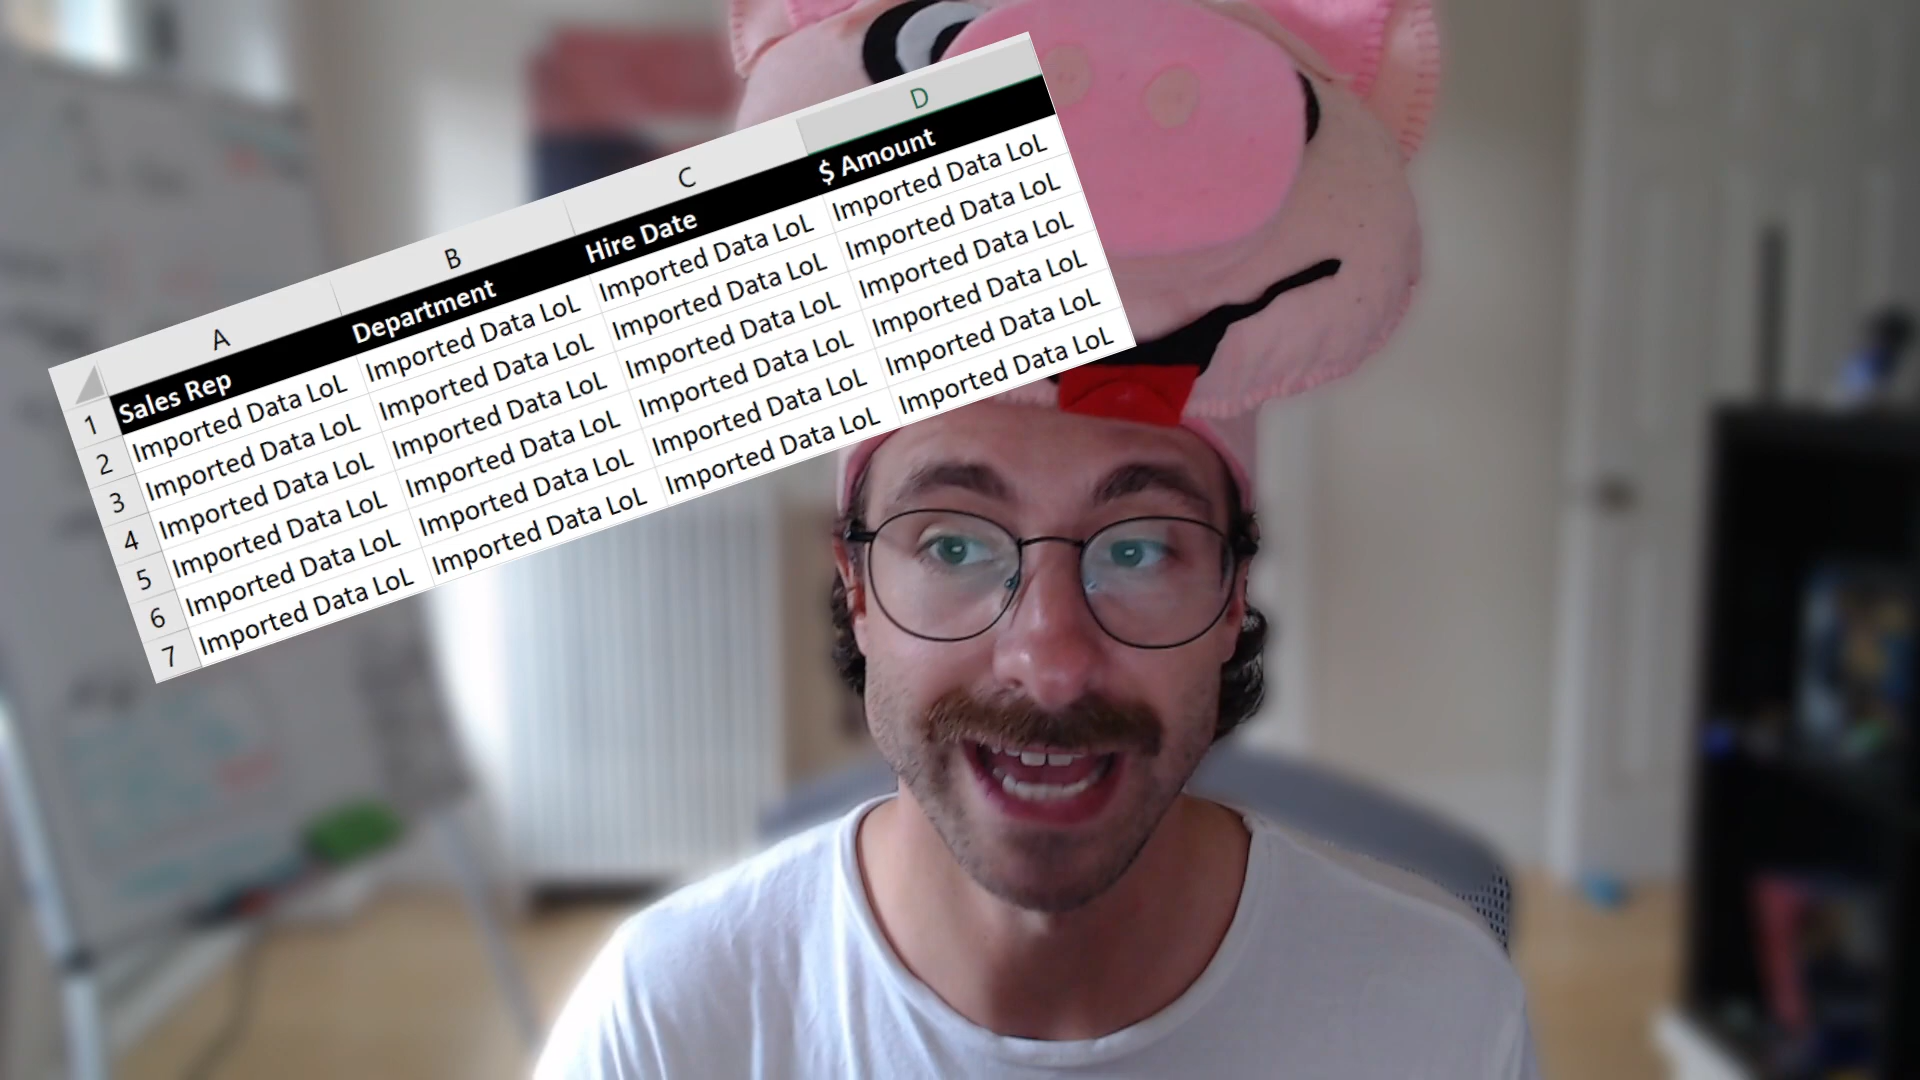 A B C D
1 Sales Rep Department Hire Date $ Amount
2 Imported Data LoL Imported Data LoL Imported Data LoL Imported Data LoL
3 Imported Data LoL Imported Data LoL Imported Data LoL Imported Data LoL
4 Imported Data LoL Imported Data LoL Imported Data LoL Imported Data LoL
5 Imported Data LoL Imported Data LoL Imported Data LoL Imported Data LoL
6 Imported Data LoL Imported Data LoL Imported Data LoL Imported Data LoL
7 Imported Data LoL Imported Data LoL Imported Data LoL Imported Data LoL